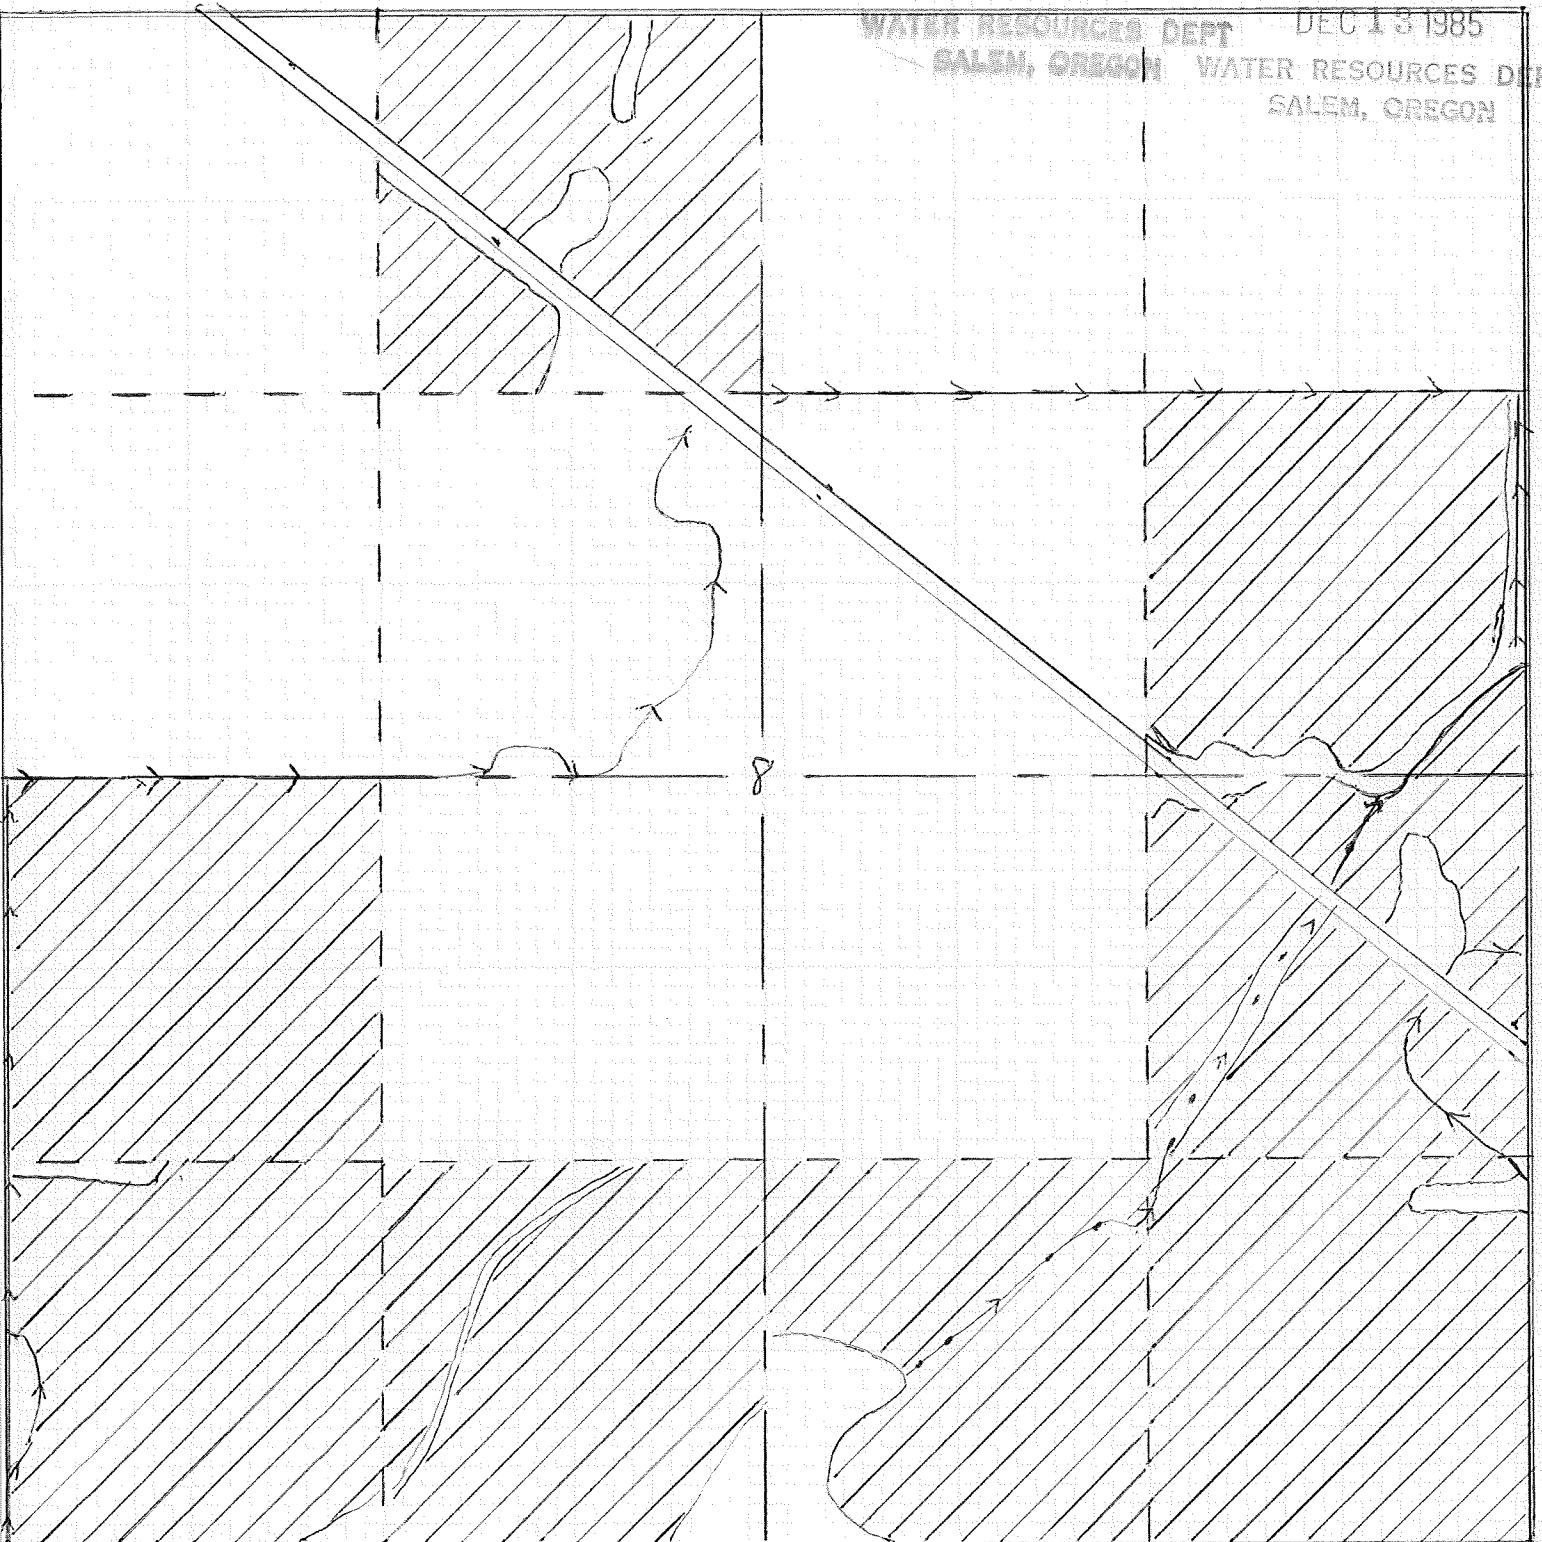 WATER RESOURCES DEPT
SALEM, OREGON
DEC 13 1985
WATER RESOURCES DE
SALEM, OREGON
8